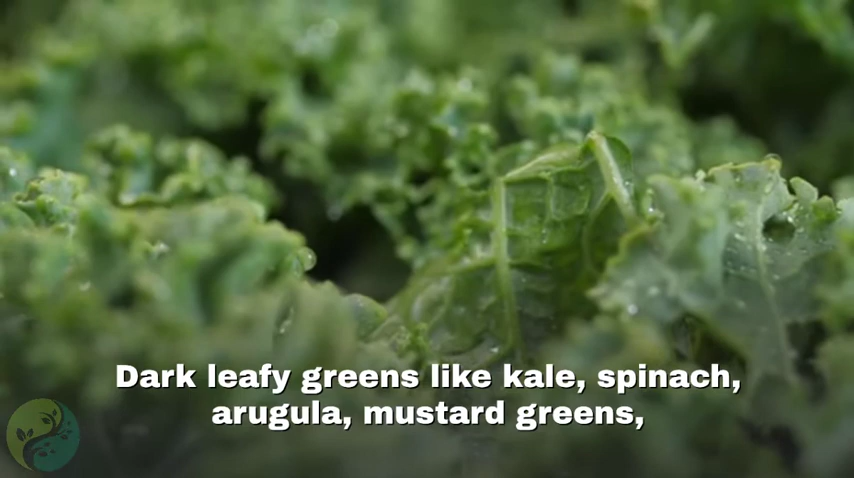 Dark leafy greens like kale, spinach,
arugula, mustard greens,